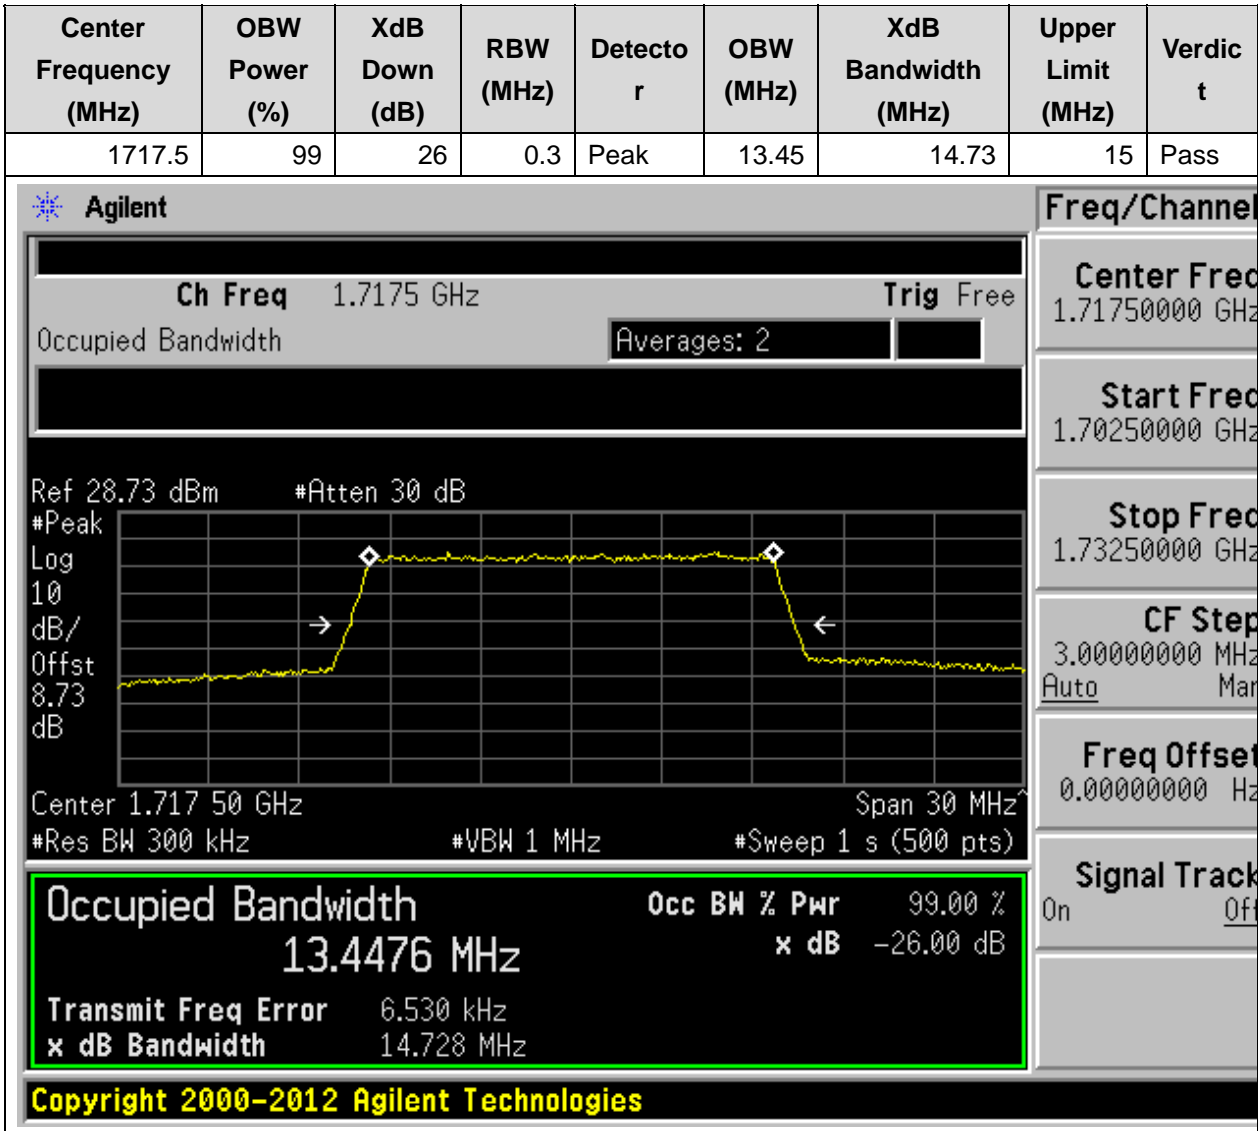 Center Frequency (MHz) OBW Power (%) XdB Down (dB) RBW (MHz) Detecto r OBW (MHz) XdB Bandwidth (MHz) Upper Limit (MHz) Verdic t
1717.5 99 26 0.3 Peak 13.45 14.73 15 Pass
Agilent
Freq/Channel
Ch Freq 1.7175 GHz Trig Free
Occupied Bandwidth Averages: 2
Center Freq
1.71750000 GHz
Start Freq
1.70250000 GHz
Stop Freq
1.73250000 GHz
CF Step
3.00000000 MHz
Auto Man
Freq Offset
0.00000000 Hz
Signal Track
On Off
Ref 28.73 dBm #Atten 30 dB
#Peak
Log
10
dB/
Offst
8.73
dB
Center 1.717 50 GHz Span 30 MHz^
#Res BW 300 kHz #VBW 1 MHz #Sweep 1 s (500 pts)
Occupied Bandwidth Occ BW % Pwr 99.00 %
13.4476 MHz x dB -26.00 dB
Transmit Freq Error 6.530 kHz
x dB Bandwidth 14.728 MHz
Copyright 2000-2012 Agilent Technologies